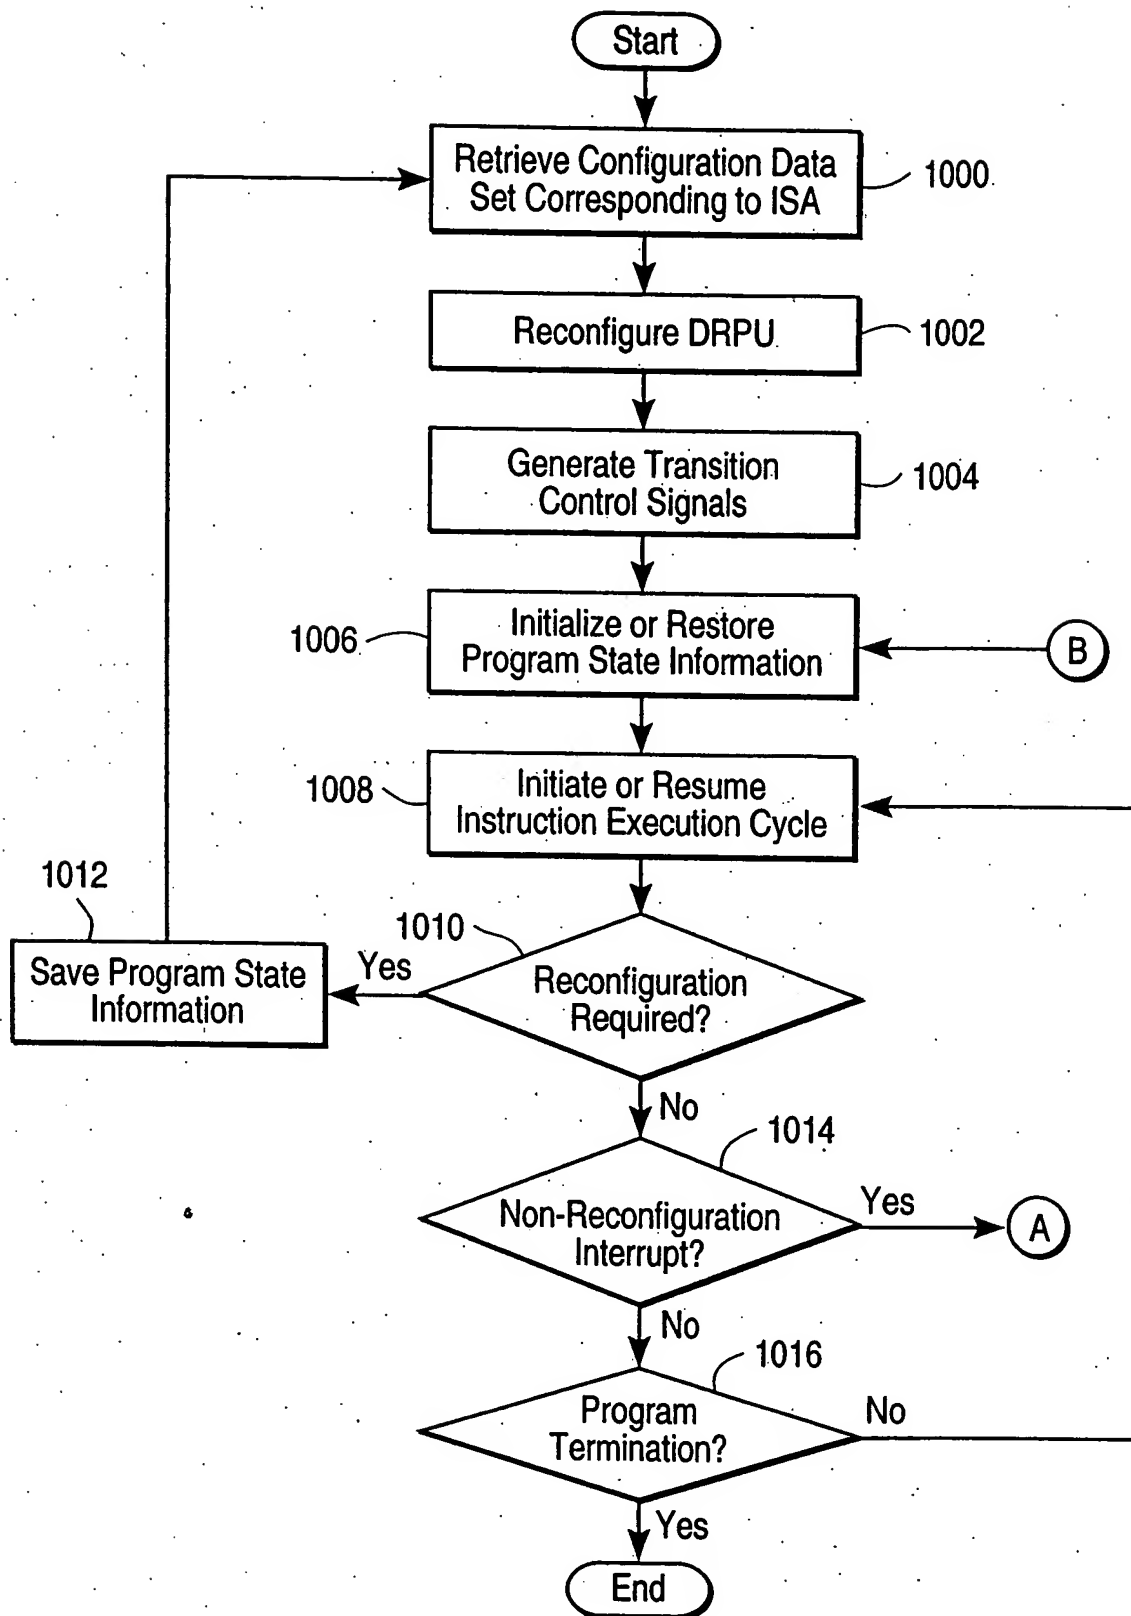 Start
Retrieve Configuration Data
Set Corresponding to ISA
1000
Reconfigure DRPU
1002
Generate Transition
Control Signals
1004
1006
Initialize or Restore
Program State Information
B
1008
Initiate or Resume
Instruction Execution Cycle
1012
Save Program State
Information
Yes
1010
Reconfiguration
Required?
No
1014
Non-Reconfiguration
Interrupt?
Yes
A
No
1016
Program
Termination?
No
Yes
End